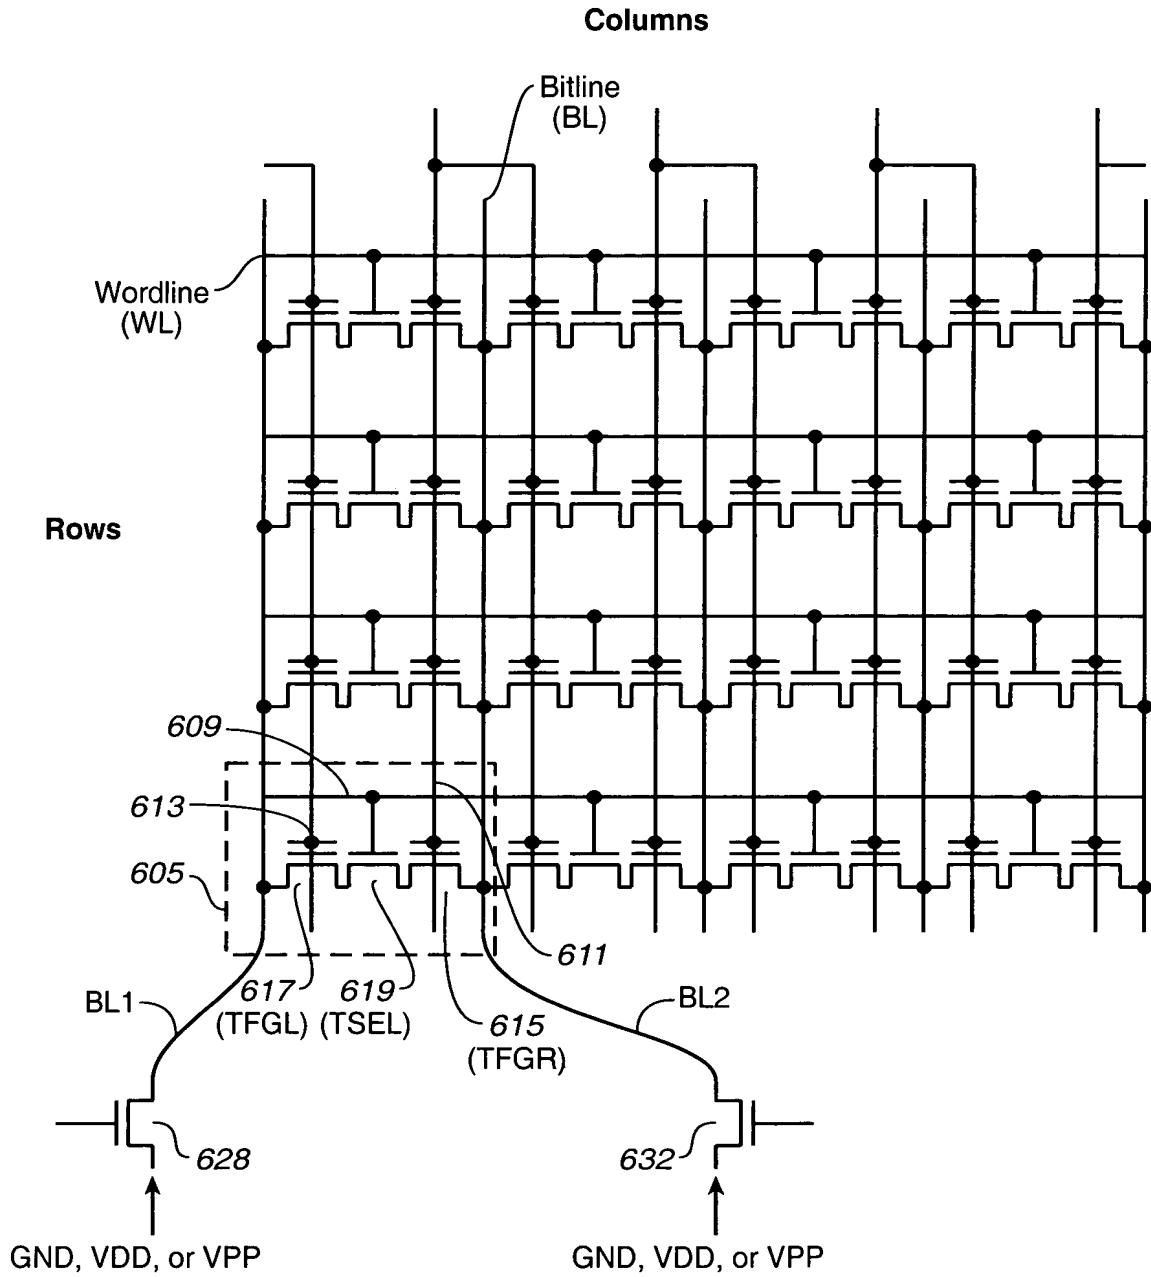 Columns
Bitline
(BL)
Wordline
(WL)
Rows
609
613
605
611
617
(TFGL)
619
(TSEL)
615
(TFGR)
BL1
BL2
628
632
GND, VDD, or VPP
GND, VDD, or VPP